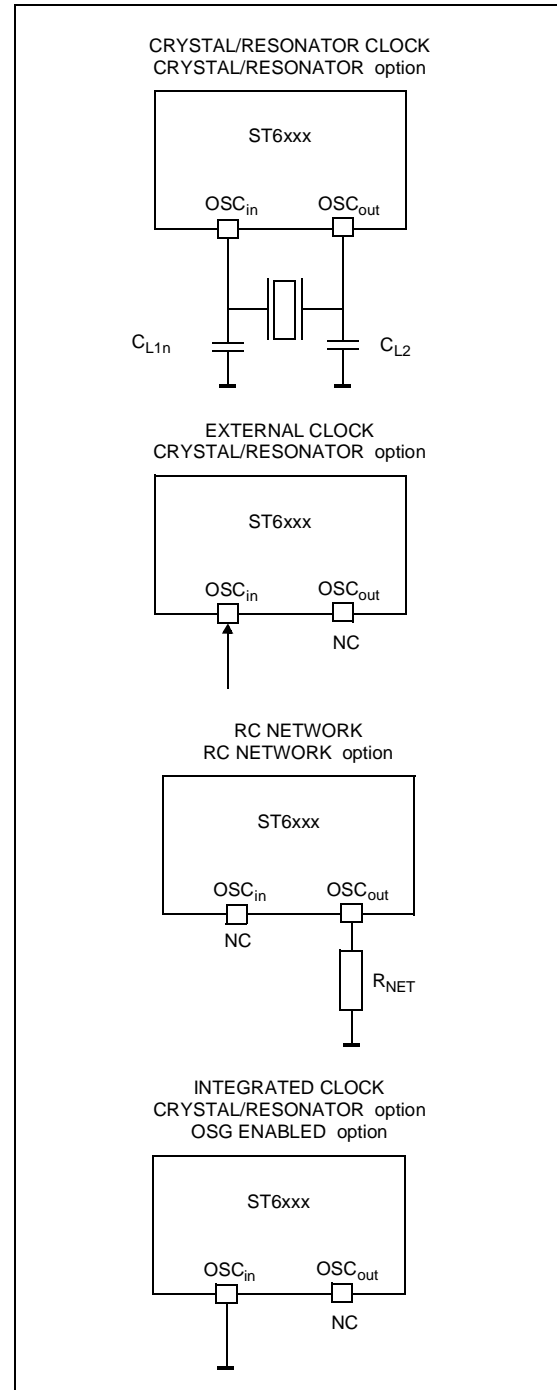 CRYSTAL/RESONATOR CLOCK
CRYSTAL/RESONATOR option
ST6xxx
OSCin OSCout
CL1n CL2
EXTERNAL CLOCK
CRYSTAL/RESONATOR option
ST6xxx
OSCin OSCout
NC
RC NETWORK
RC NETWORK option
ST6xxx
OSCin OSCout
NC
RNET
INTEGRATED CLOCK
CRYSTAL/RESONATOR option
OSG ENABLED option
ST6xxx
OSCin OSCout
NC